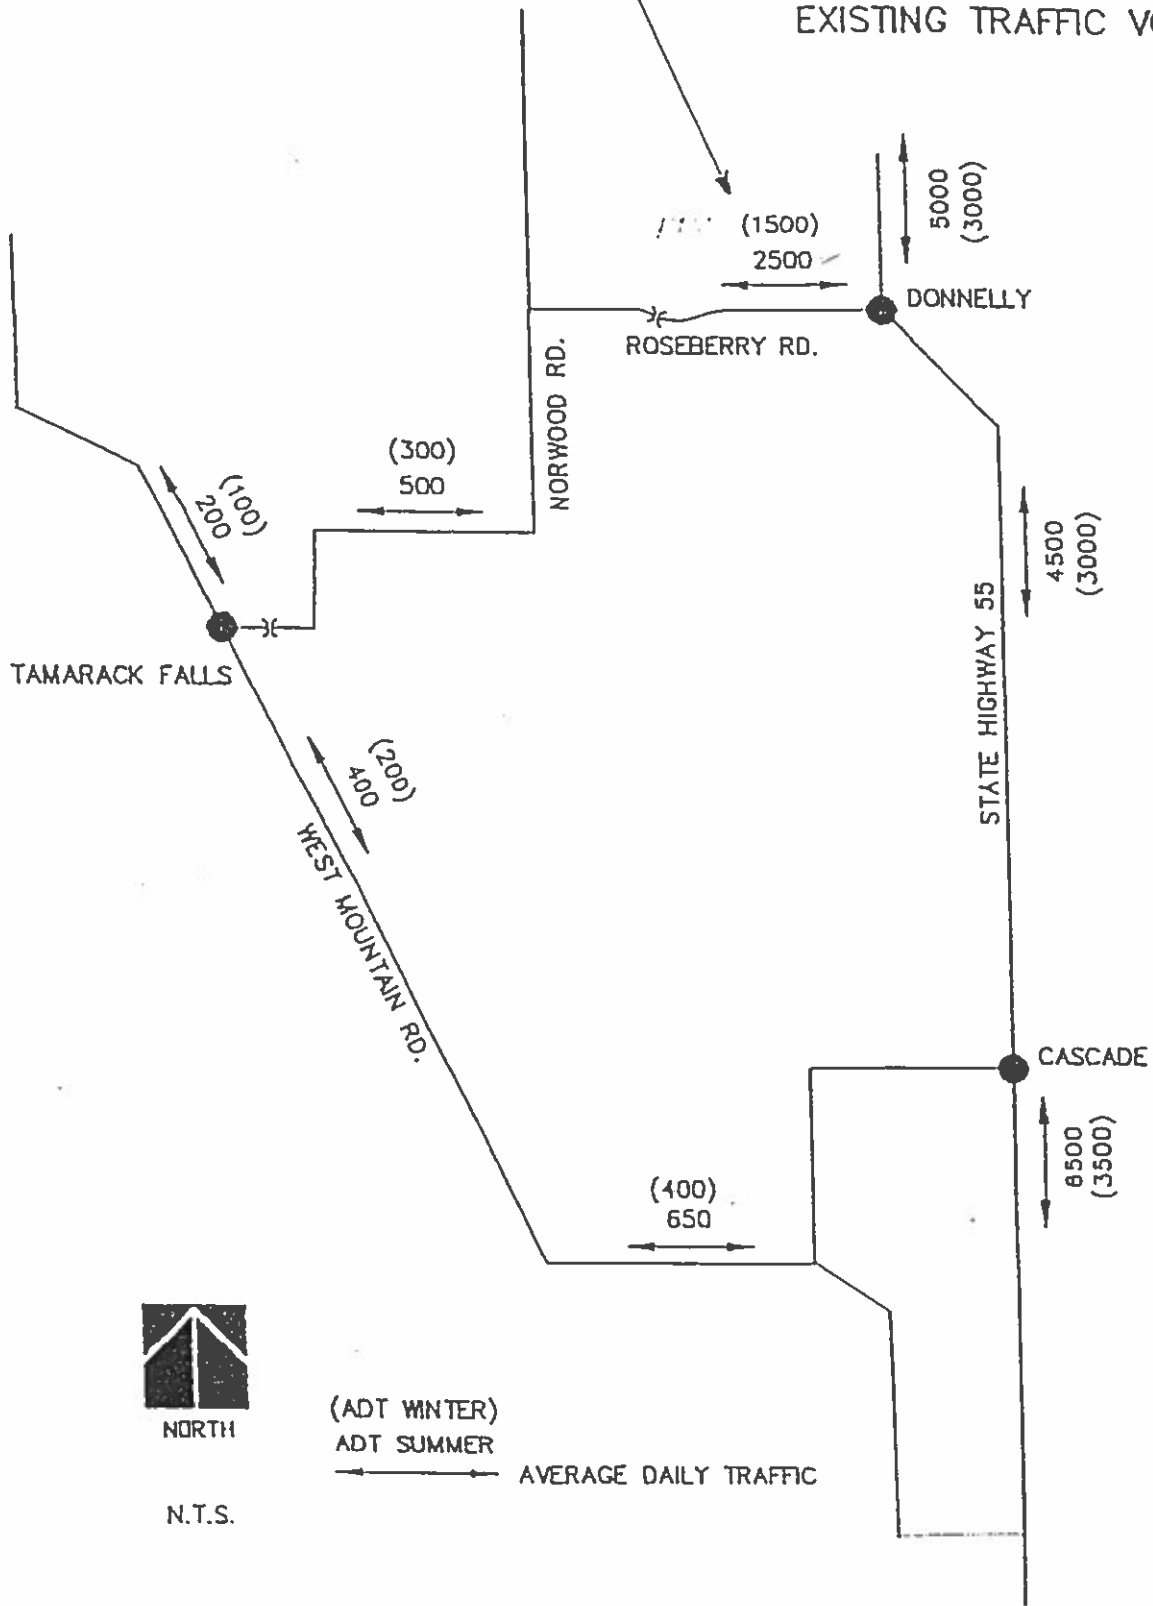 EXISTING TRAFFIC
5000
(3000)
(1500)
2500
DONNELLY
ROSEBERRY RD.
NORWOOD RD.
(300)
500
(100)
200
4500
(3000)
STATE HIGHWAY 55
TAMARACK FALLS
(200)
400
WEST MOUNTAIN RD.
CASCADE
(3500)
(400)
650
NORTH
(ADT WINTER)
ADT SUMMER
AVERAGE DAILY TRAFFIC
N.T.S.